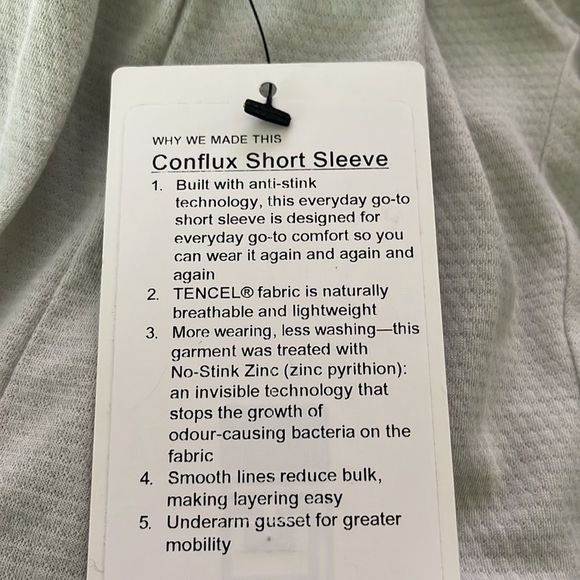 WHY WE MADE THIS
Conflux Short Sleeve
1. Built with anti-stink
technology, this everyday go-to
short sleeve is designed for
everyday go-to comfort so you
can wear it again and again and
again
2. TENCEL® fabric is naturally
breathable and lightweight
3. More wearing, less washing—this
garment was treated with
No-Stink Zinc (zinc pyrithion):
an invisible technology that
stops the growth of
odour-causing bacteria on the
fabric
4. Smooth lines reduce bulk,
making layering easy
5. Underarm gusset for greater
mobility